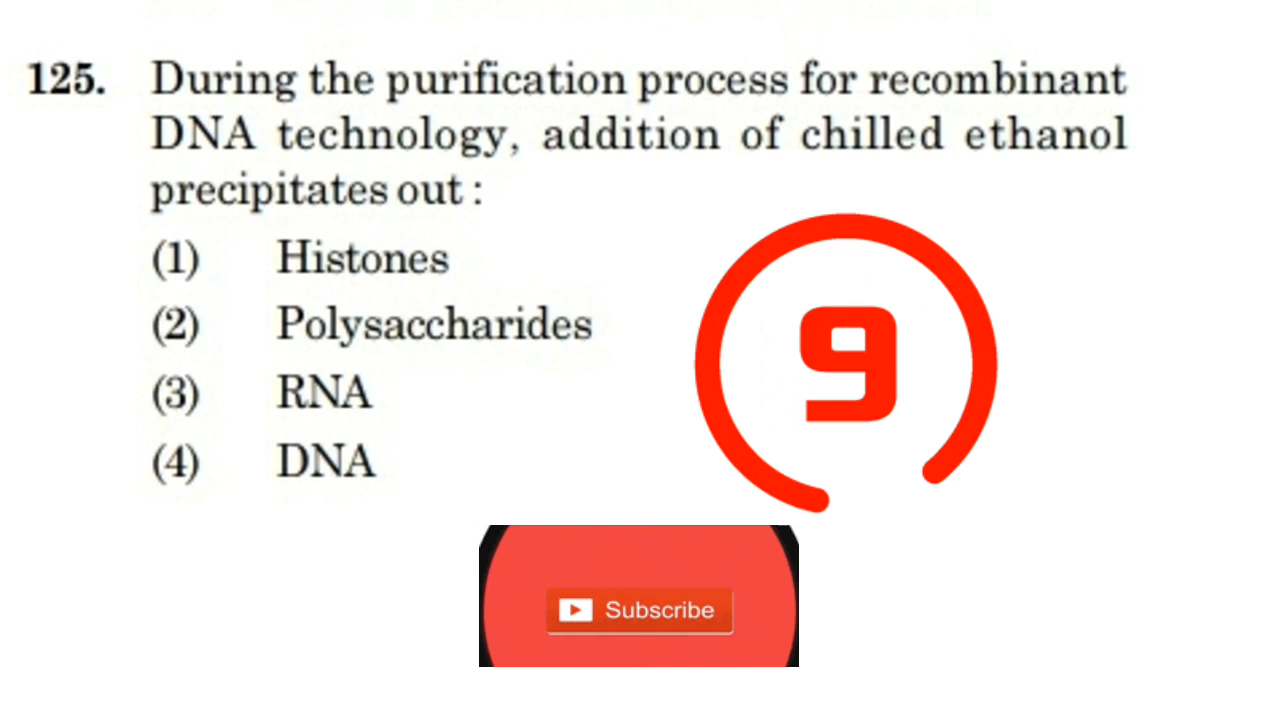 125. During the purification process for recombinant
DNA technology, addition of chilled ethanol
precipitates out :
(1) Histones
(2) Polysaccharides
(3) RNA
(4) DNA
9
Subscribe